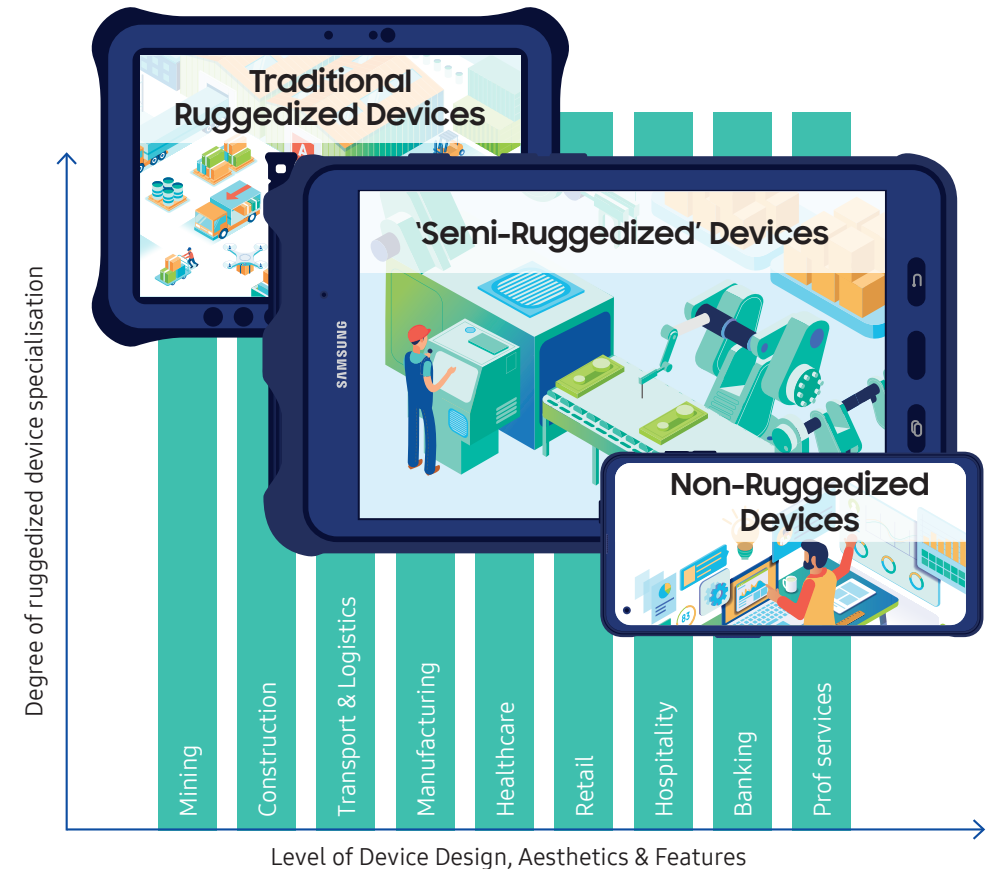 Traditional
Ruggedized Devices
'Semi-Ruggedized' Devices
SAMSUNG
Non-Ruggedized
Devices
83
Degree of ruggedized device specialisation
Mining
Construction
Transport & Logistics
Manufacturing
Healthcare
Retail
Hospitality
Banking
Prof services
Level of Device Design, Aesthetics & Features